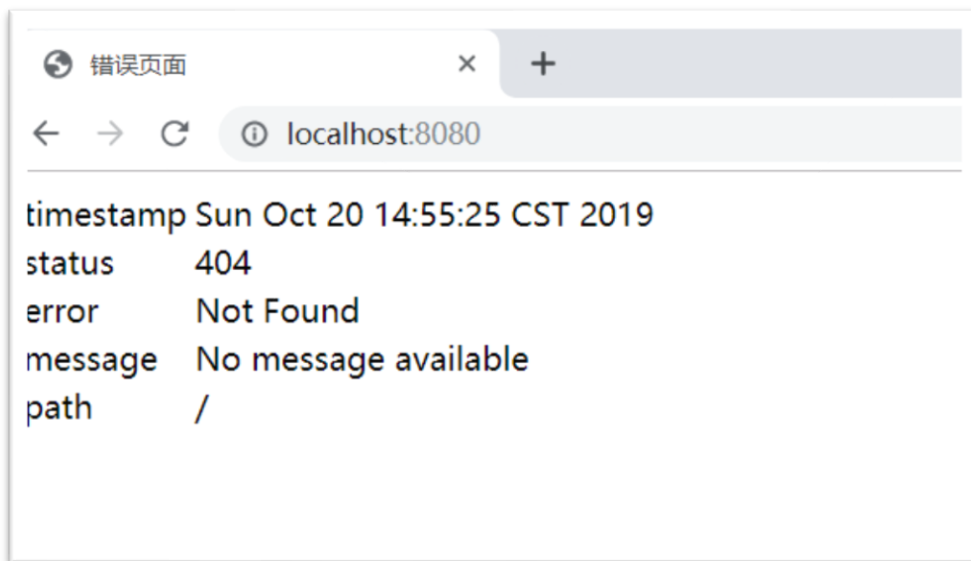 错误页面
localhost:8080
timestamp Sun Oct 20 14:55:25 CST 2019
status 404
error Not Found
message No message available
path /